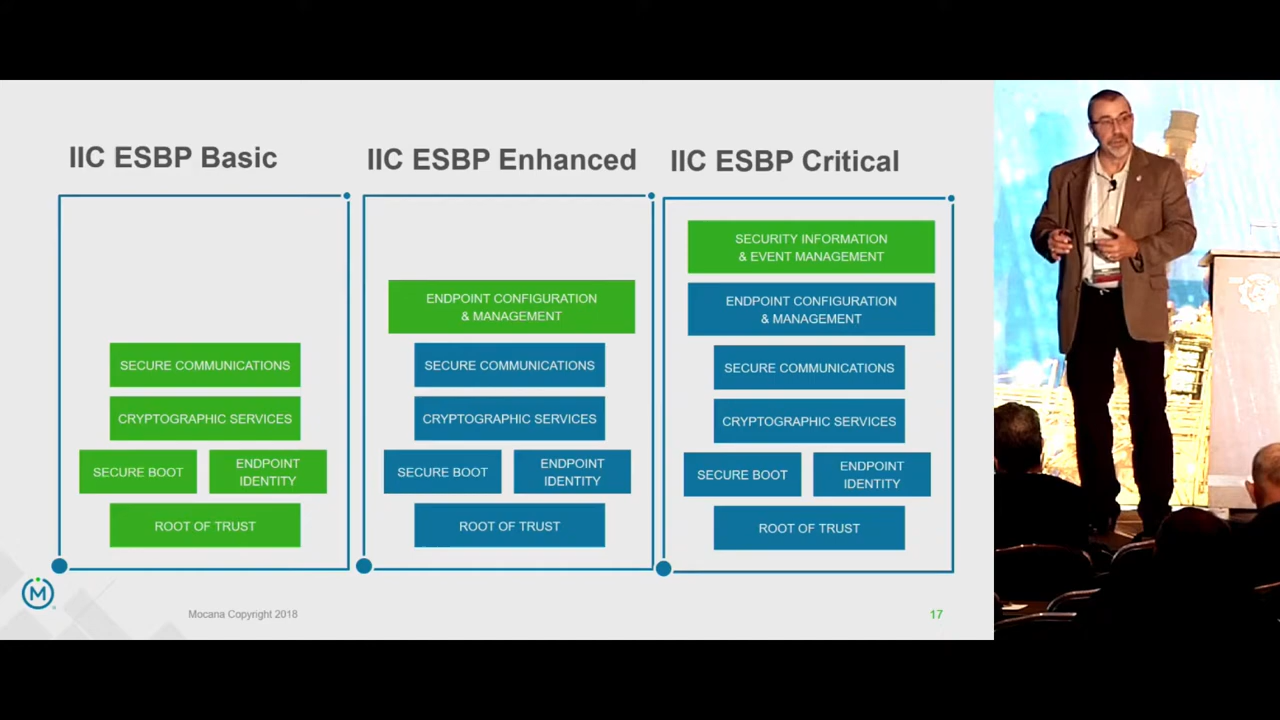 IIC ESBP Basic
SECURE COMMUNICATIONS
CRYPTOGRAPHIC SERVICES
SECURE BOOT
ENDPOINT
IDENTITY
ROOT OF TRUST
IIC ESBP Enhanced
ENDPOINT CONFIGURATION
& MANAGEMENT
SECURE COMMUNICATIONS
CRYPTOGRAPHIC SERVICES
SECURE BOOT
ENDPOINT
IDENTITY
ROOT OF TRUST
IIC ESBP Critical
SECURITY INFORMATION
& EVENT MANAGEMENT
ENDPOINT CONFIGURATION
& MANAGEMENT
SECURE COMMUNICATIONS
CRYPTOGRAPHIC SERVICES
SECURE BOOT
ENDPOINT
IDENTITY
ROOT OF TRUST
M
Mocana Copyright 2018
17